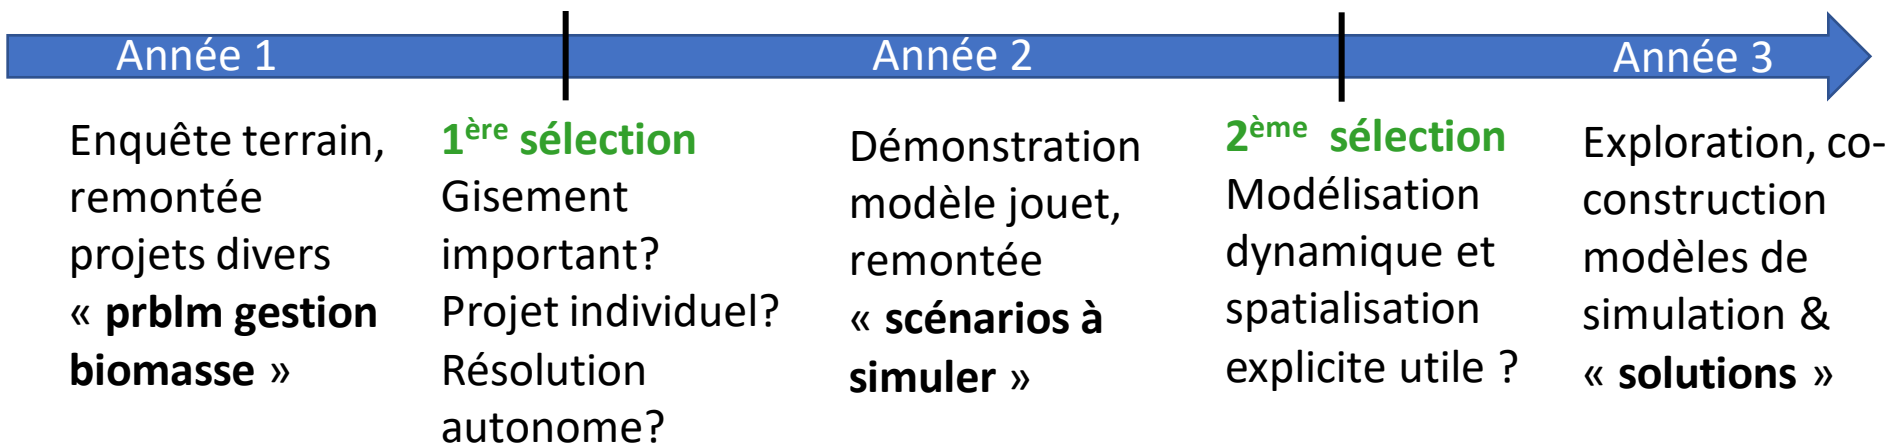 Année 1
Année 2
Année 3
Enquête terrain,
remontée
projets divers
« prblm gestion
biomasse »
1ère sélection
Gisement
important?
Projet individuel?
Résolution
autonome?
Démonstration
modèle jouet,
remontée
« scénarios à
simuler »
2ème sélection
Modélisation
dynamique et
spatialisation
explicite utile ?
Exploration, co-
construction
modèles de
simulation &
« solutions »